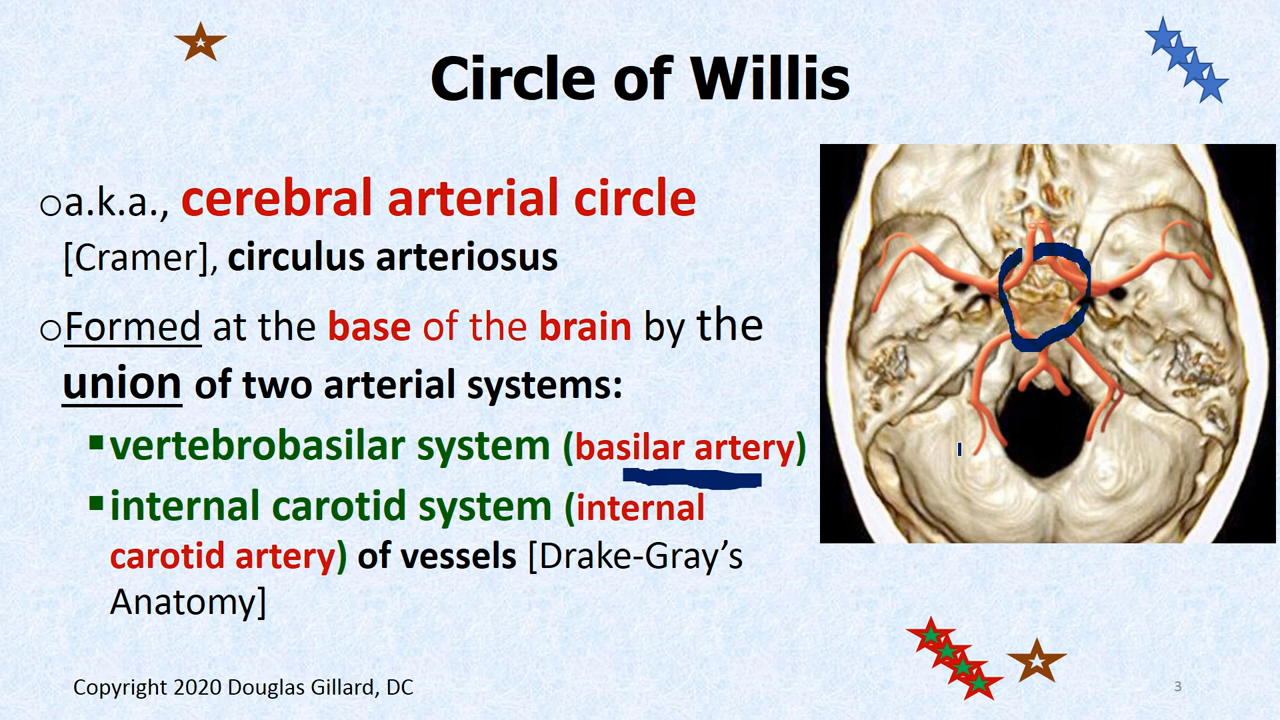 Circle of Willis
○a.k.a., cerebral arterial circle
[Cramer], circulus arteriosus
○Formed at the base of the brain by the
union of two arterial systems:
▪vertebrobasilar system (basilar artery)
▪internal carotid system (internal
carotid artery) of vessels [Drake-Gray’s
Anatomy]
Copyright 2020 Douglas Gillard, DC
3